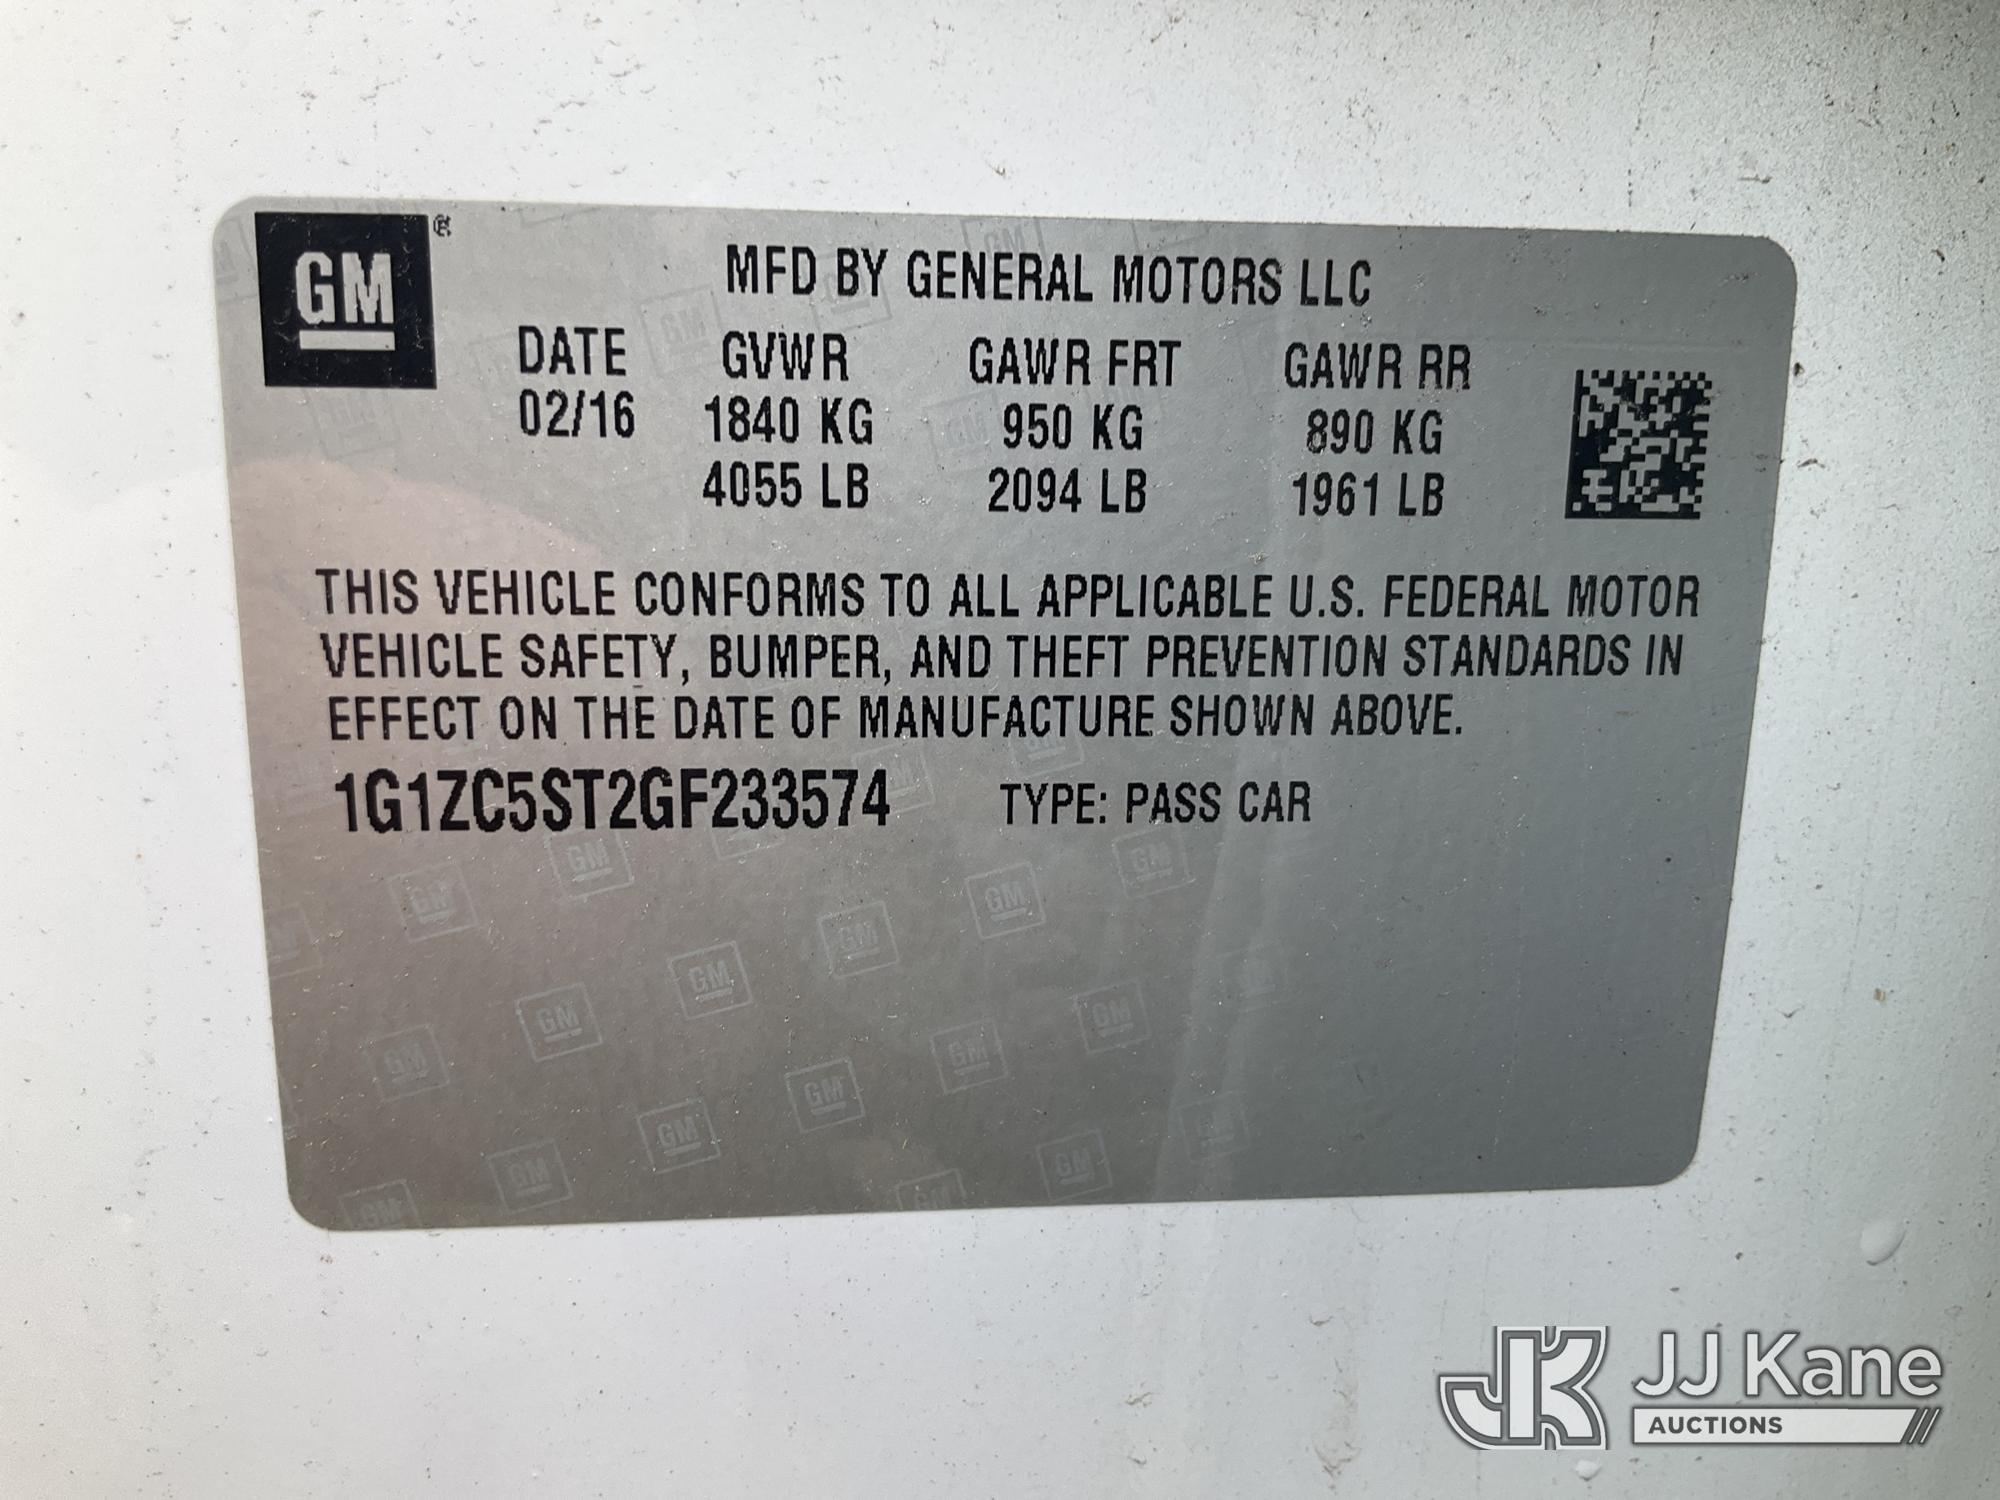 GM
MFD BY GENERAL MOTORS LLC
DATE GVWR GAWR FRT GAWR RR
02/16 1840 KG 950 KG 890 KG
4055 LB 2094 LB 1961 LB
THIS VEHICLE CONFORMS TO ALL APPLICABLE U.S. FEDERAL MOTOR
VEHICLE SAFETY, BUMPER, AND THEFT PREVENTION STANDARDS IN
EFFECT ON THE DATE OF MANUFACTURE SHOWN ABOVE.
1G1ZC5ST2GF233574 TYPE: PASS CAR
JK JJ Kane
AUCTIONS